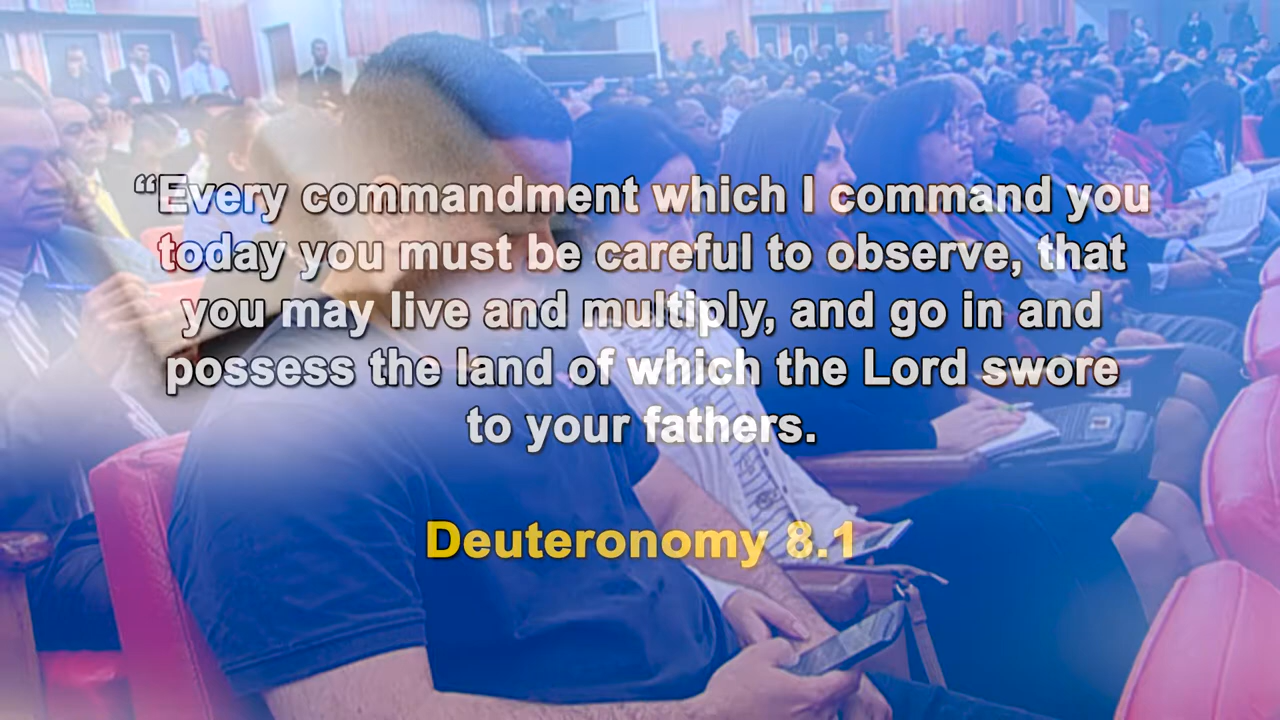 “Every commandment which I command you
today you must be careful to observe, that
you may live and multiply, and go in and
possess the land of which the Lord swore
to your fathers.
Deuteronomy 8.1